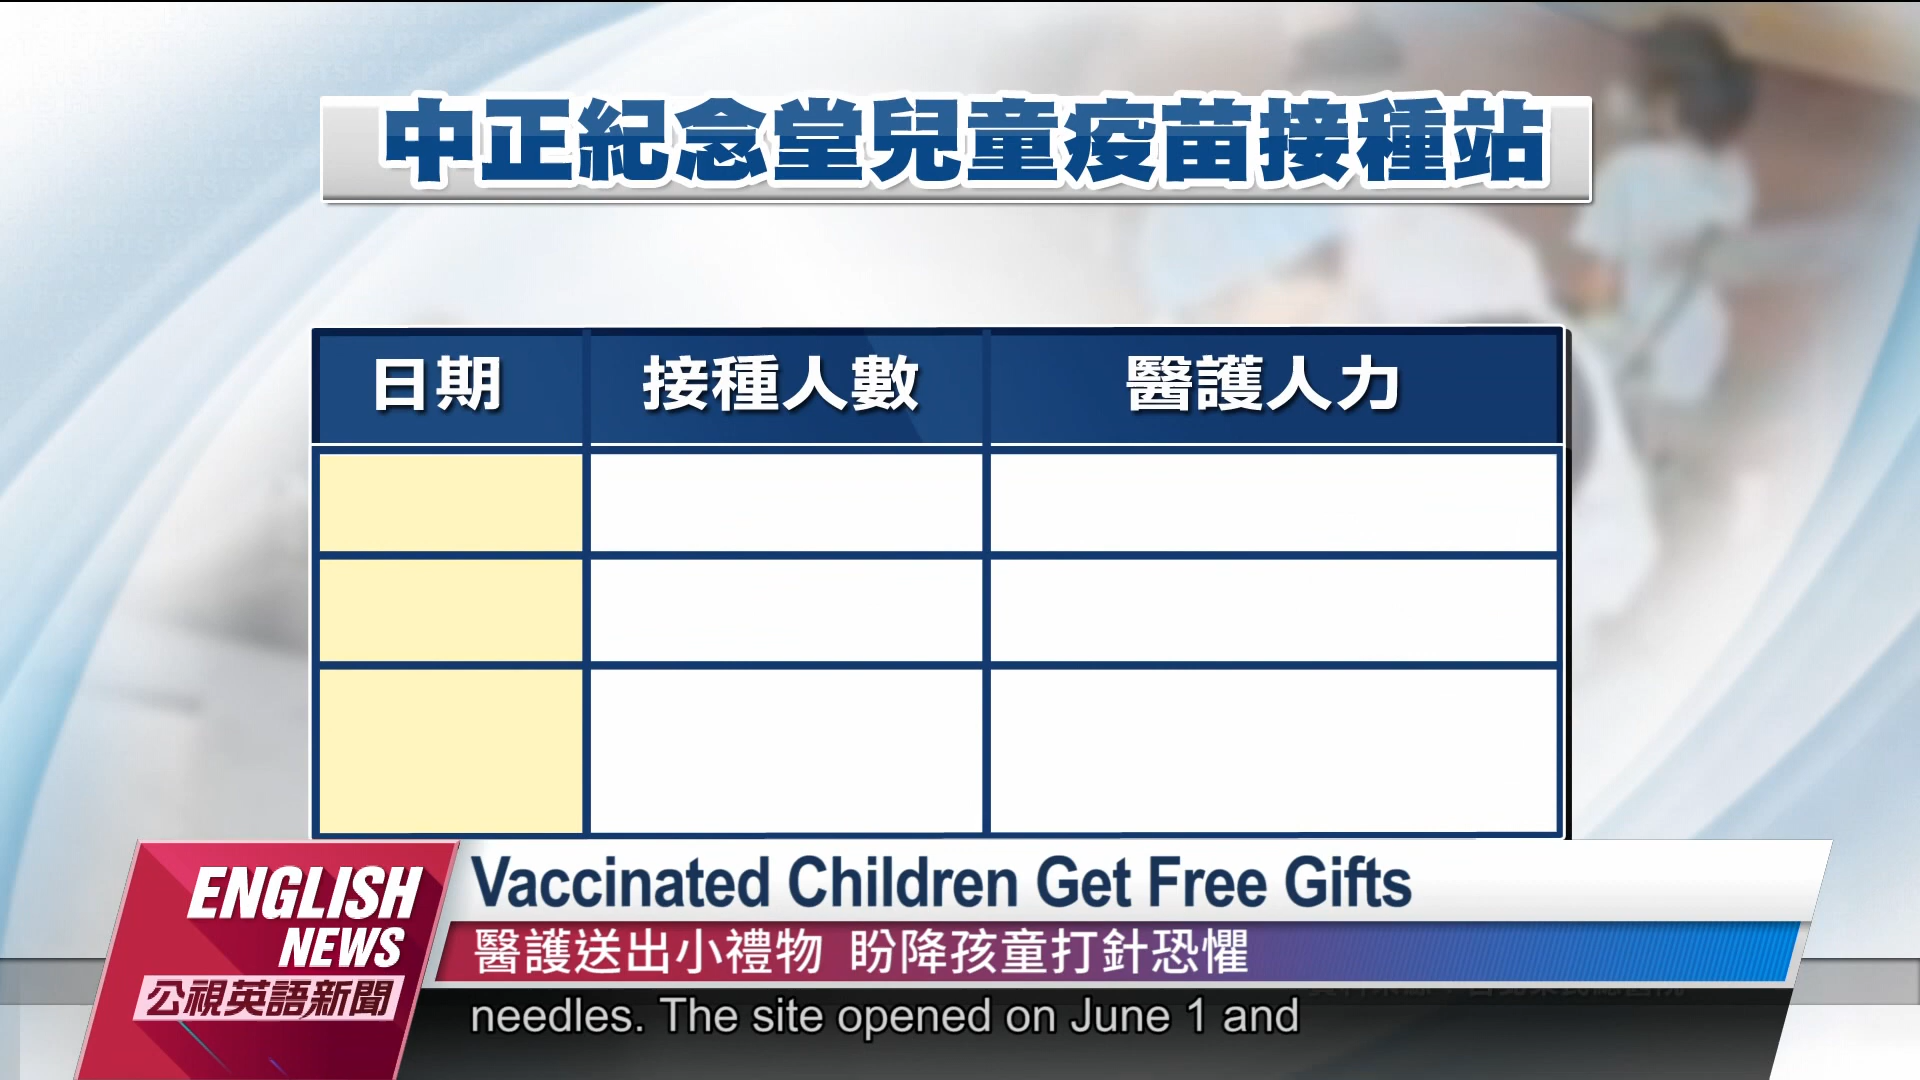 中正紀念堂兒童疫苗接種站
日期 接種人數 醫護人力
ENGLISH
NEWS
公視英語新聞
Vaccinated Children Get Free Gifts
醫護送出小禮物 盼降孩童打針恐懼
needles. The site opened on June 1 and